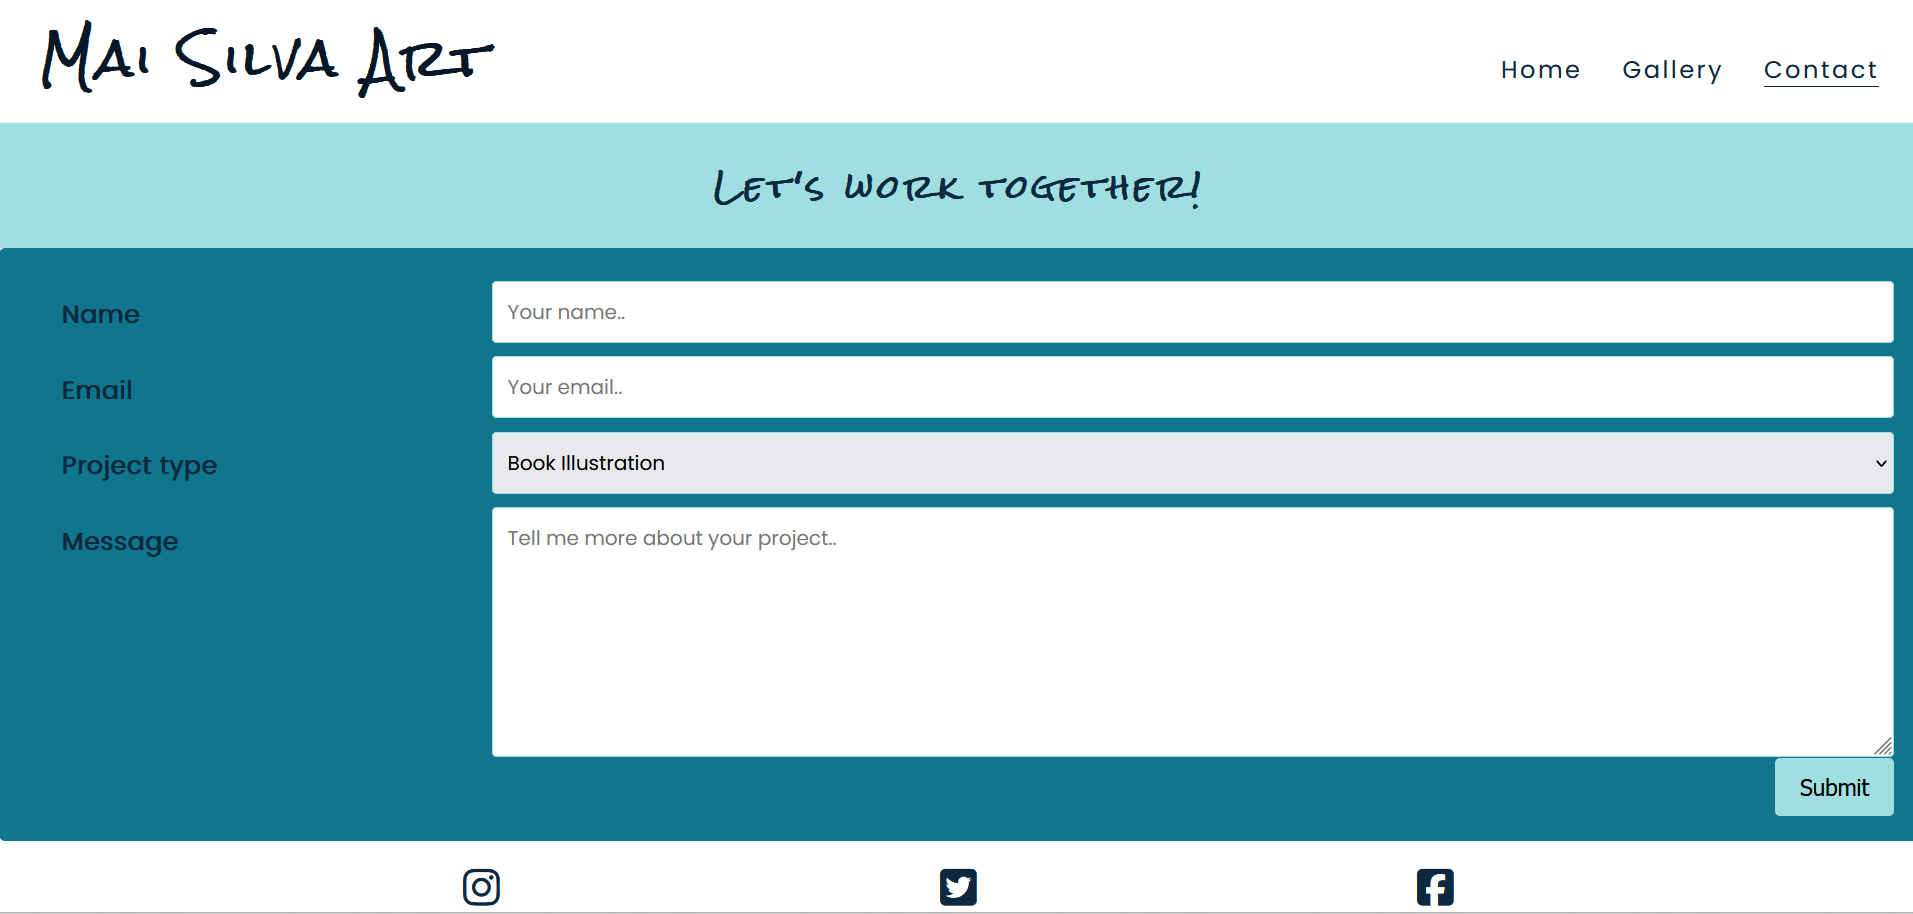 Mai Silva Art
Home Gallery Contact
Let's work together!
Name
Your name..
Email
Your email..
Project type
Book Illustration
Message
Tell me more about your project..
Submit